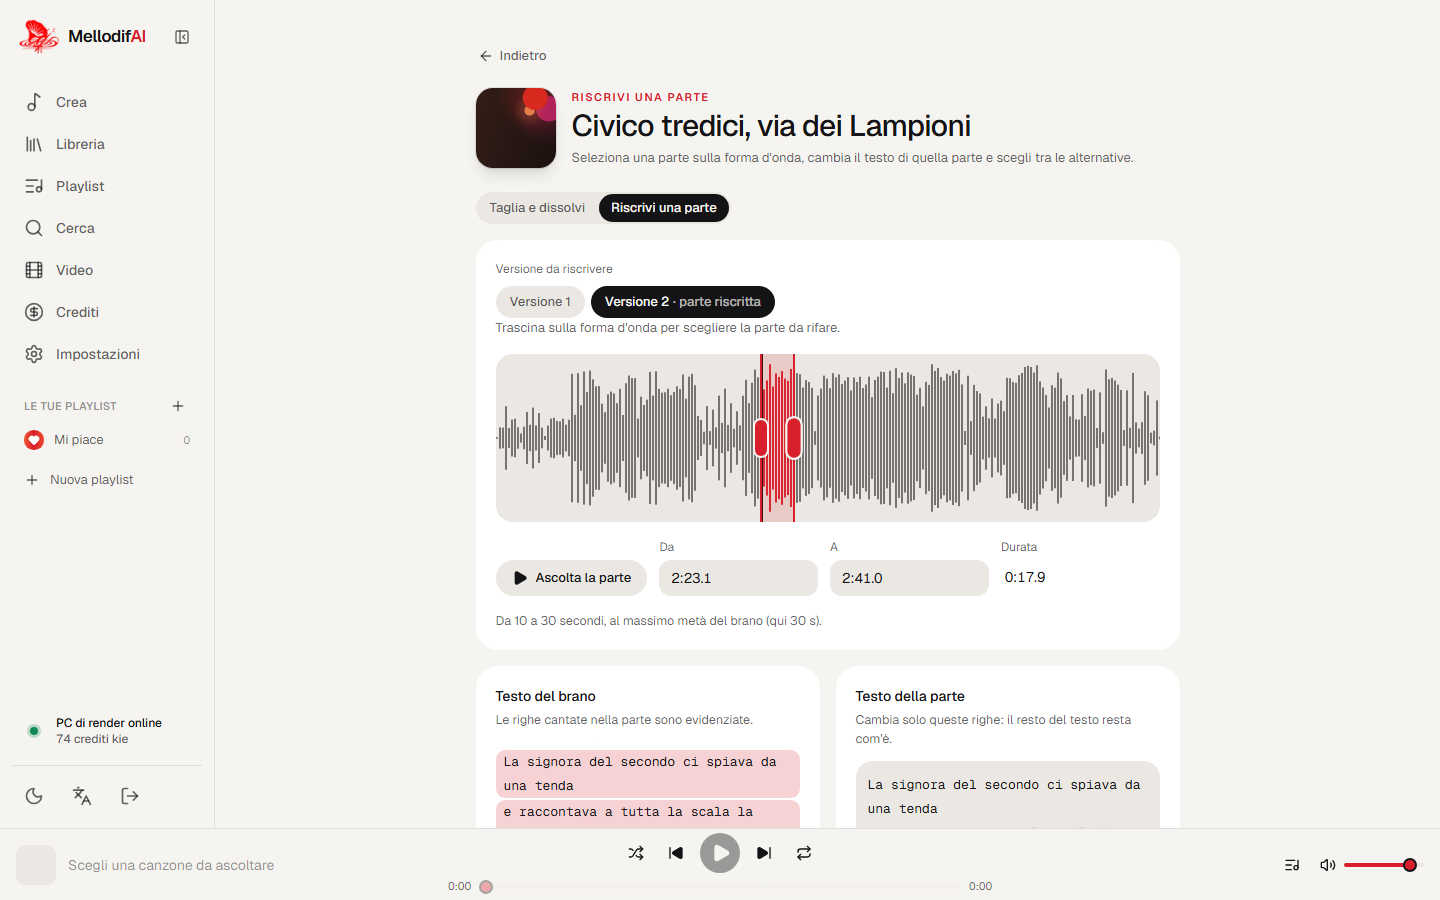 MellodifAI
Crea
Libreria
Playlist
Cerca
Video
Crediti
Impostazioni
LE TUE PLAYLIST
Mi piace
0
Nuova playlist
PC di render online
74 crediti kie
Indietro
RISCRIVI UNA PARTE
Civico tredici, via dei Lampioni
Seleziona una parte sulla forma d'onda, cambia il testo di quella parte e scegli tra le alternative.
Taglia e dissolvi
Riscrivi una parte
Versione da riscrivere
Versione 1
Versione 2 · parte riscritta
Trascina sulla forma d'onda per scegliere la parte da rifare.
Ascolta la parte
Da
2:23.1
A
2:41.0
Durata
0:17.9
Da 10 a 30 secondi, al massimo metà del brano (qui 30 s).
Testo del brano
Le righe cantate nella parte sono evidenziate.
La signora del secondo ci spiava da
una tenda
e raccontava a tutta la scala la
Testo della parte
Cambia solo queste righe: il resto del testo resta
com'è.
La signora del secondo ci spiava da
una tenda
Scegli una canzone da ascoltare
0:00
0:00